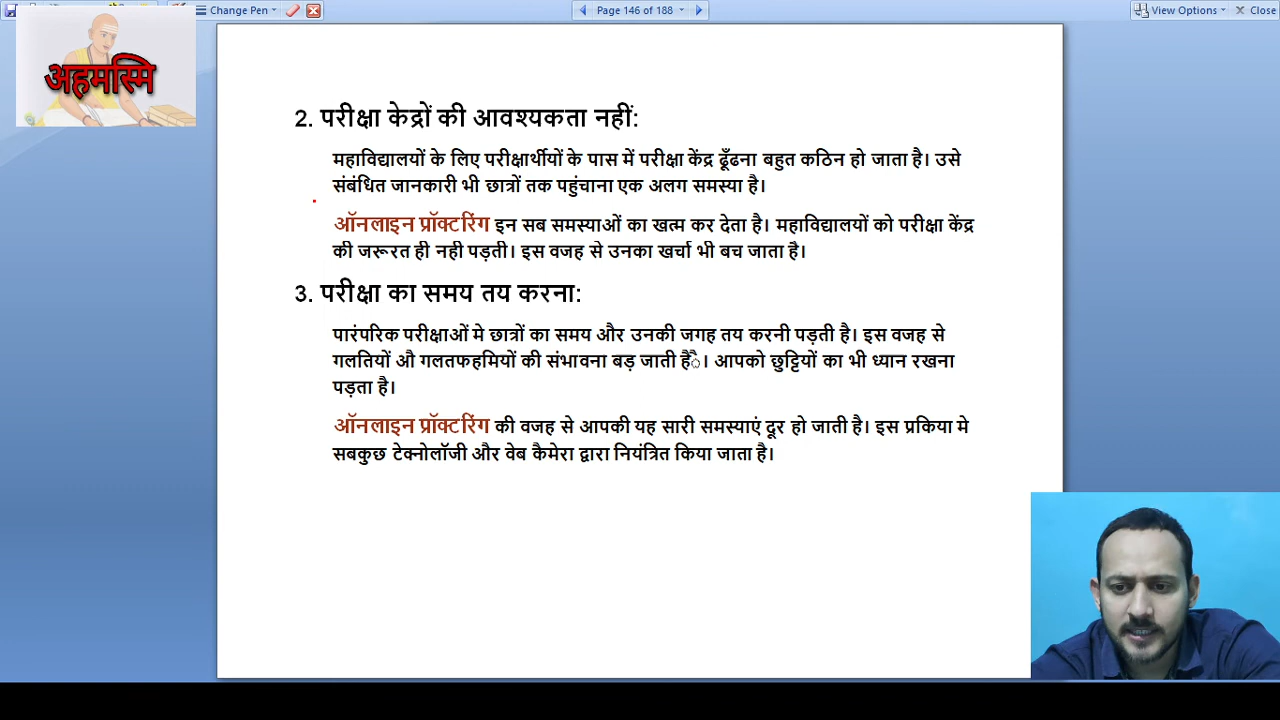 Change Pen
Page 146 of 188
View Options
Close
अहमस्मि
2. परीक्षा केद्रों की आवश्यकता नहीं:
महाविद्यालयों के लिए परीक्षार्थीयों के पास में परीक्षा केंद्र ढूँढना बहुत कठिन हो जाता है। उसे
संबंधित जानकारी भी छात्रों तक पहुंचाना एक अलग समस्या है।
ऑनलाइन प्रॉक्टरिंग इन सब समस्याओं का खत्म कर देता है। महाविद्यालयों को परीक्षा केंद्र
की जरूरत ही नही पड़ती। इस वजह से उनका खर्चा भी बच जाता है।
3. परीक्षा का समय तय करना:
पारंपरिक परीक्षाओं मे छात्रों का समय और उनकी जगह तय करनी पड़ती है। इस वजह से
गलतियों औ गलतफहमियों की संभावना बड़ जाती हैंै। आपको छुट्टियों का भी ध्यान रखना
पड़ता है।
ऑनलाइन प्रॉक्टरिंग की वजह से आपकी यह सारी समस्याएं दूर हो जाती है। इस प्रकिया मे
सबकुछ टेक्नोलॉजी और वेब कैमेरा द्वारा नियंत्रित किया जाता है।